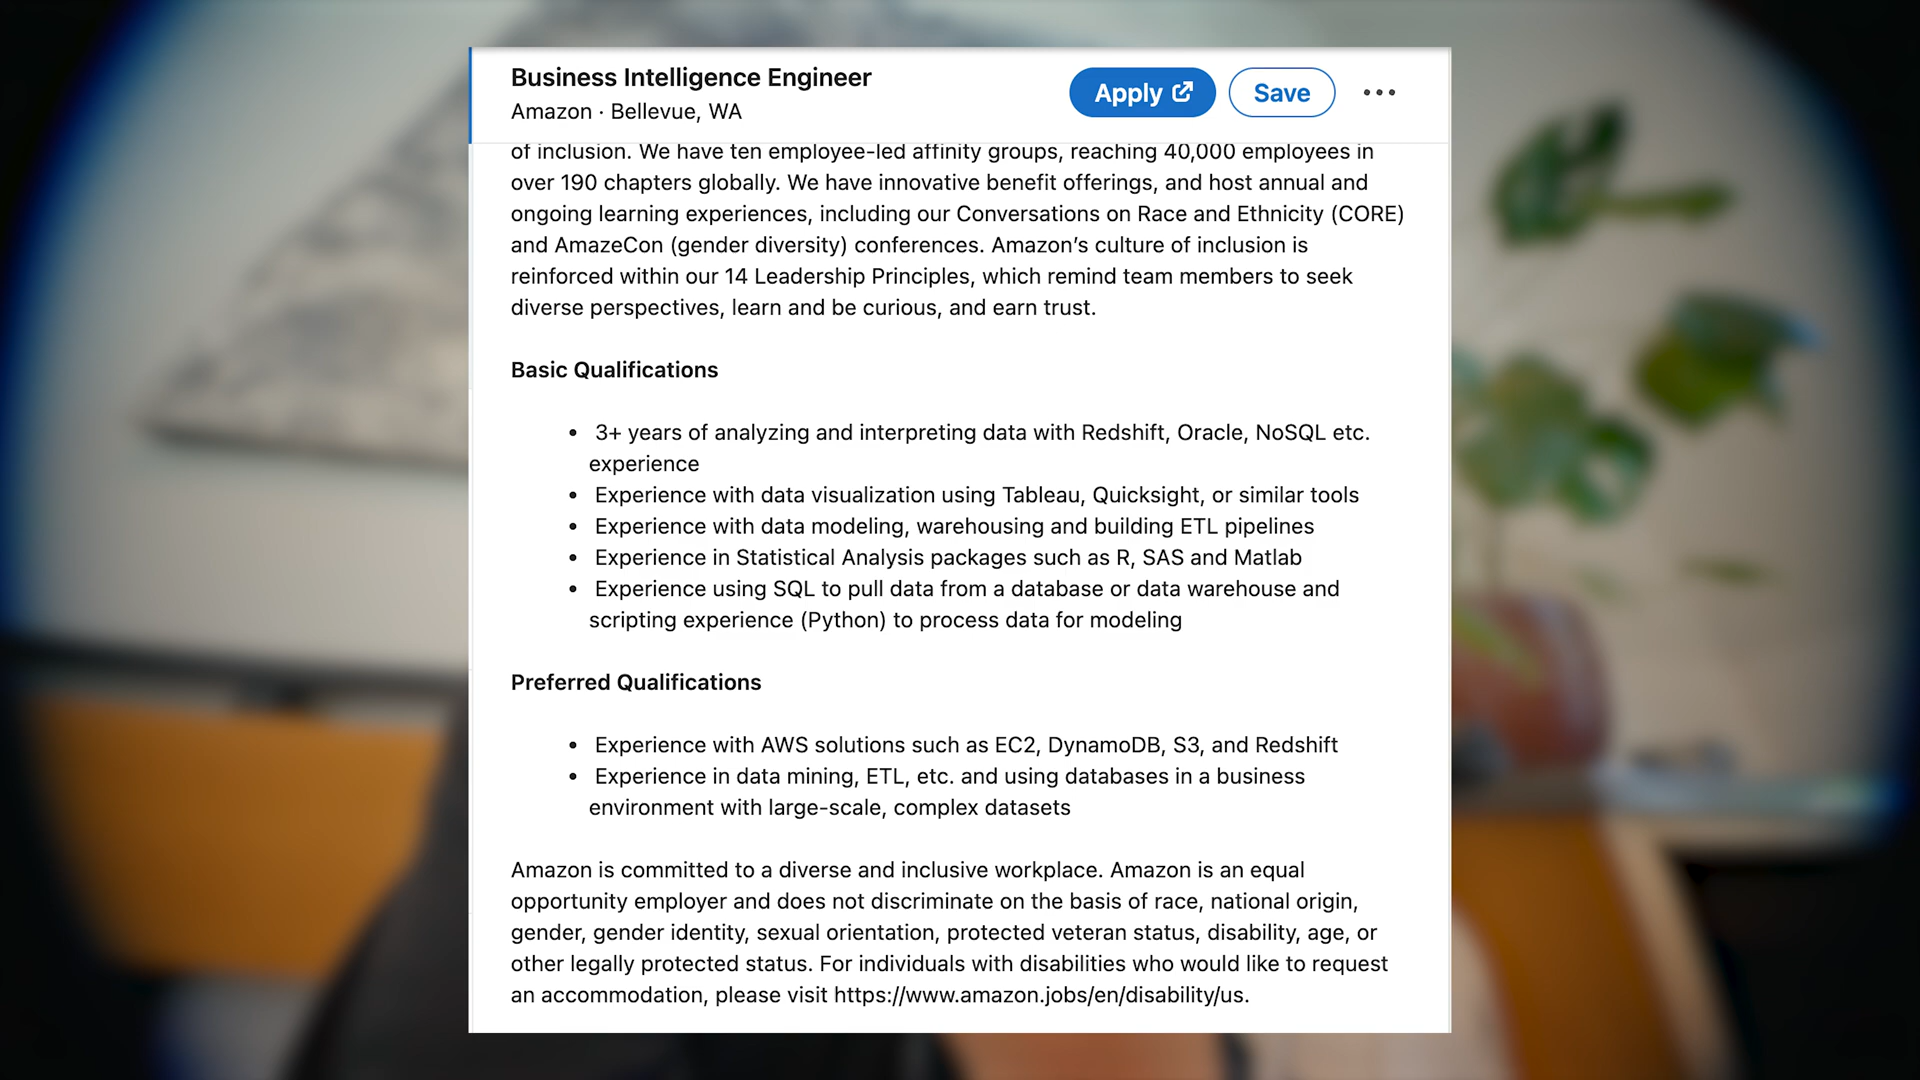 Business Intelligence Engineer
Amazon · Bellevue, WA
Apply
Save
of inclusion. We have ten employee-led affinity groups, reaching 40,000 employees in
over 190 chapters globally. We have innovative benefit offerings, and host annual and
ongoing learning experiences, including our Conversations on Race and Ethnicity (CORE)
and AmazeCon (gender diversity) conferences. Amazon’s culture of inclusion is
reinforced within our 14 Leadership Principles, which remind team members to seek
diverse perspectives, learn and be curious, and earn trust.
Basic Qualifications
• 3+ years of analyzing and interpreting data with Redshift, Oracle, NoSQL etc.
experience
• Experience with data visualization using Tableau, Quicksight, or similar tools
• Experience with data modeling, warehousing and building ETL pipelines
• Experience in Statistical Analysis packages such as R, SAS and Matlab
• Experience using SQL to pull data from a database or data warehouse and
scripting experience (Python) to process data for modeling
Preferred Qualifications
• Experience with AWS solutions such as EC2, DynamoDB, S3, and Redshift
• Experience in data mining, ETL, etc. and using databases in a business
environment with large-scale, complex datasets
Amazon is committed to a diverse and inclusive workplace. Amazon is an equal
opportunity employer and does not discriminate on the basis of race, national origin,
gender, gender identity, sexual orientation, protected veteran status, disability, age, or
other legally protected status. For individuals with disabilities who would like to request
an accommodation, please visit https://www.amazon.jobs/en/disability/us.